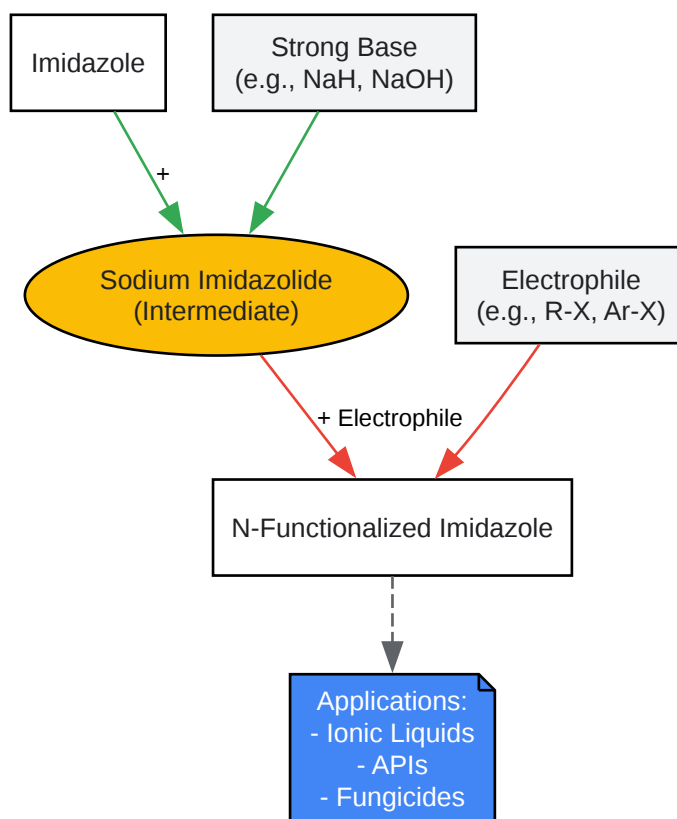 Imidazole
Strong Base
(e.g., NaH, NaOH)
+
Sodium Imidazolide
(Intermediate)
Electrophile
(e.g., R-X, Ar-X)
+ Electrophile
N-Functionalized Imidazole
Applications:
- Ionic Liquids
- APIs
- Fungicides